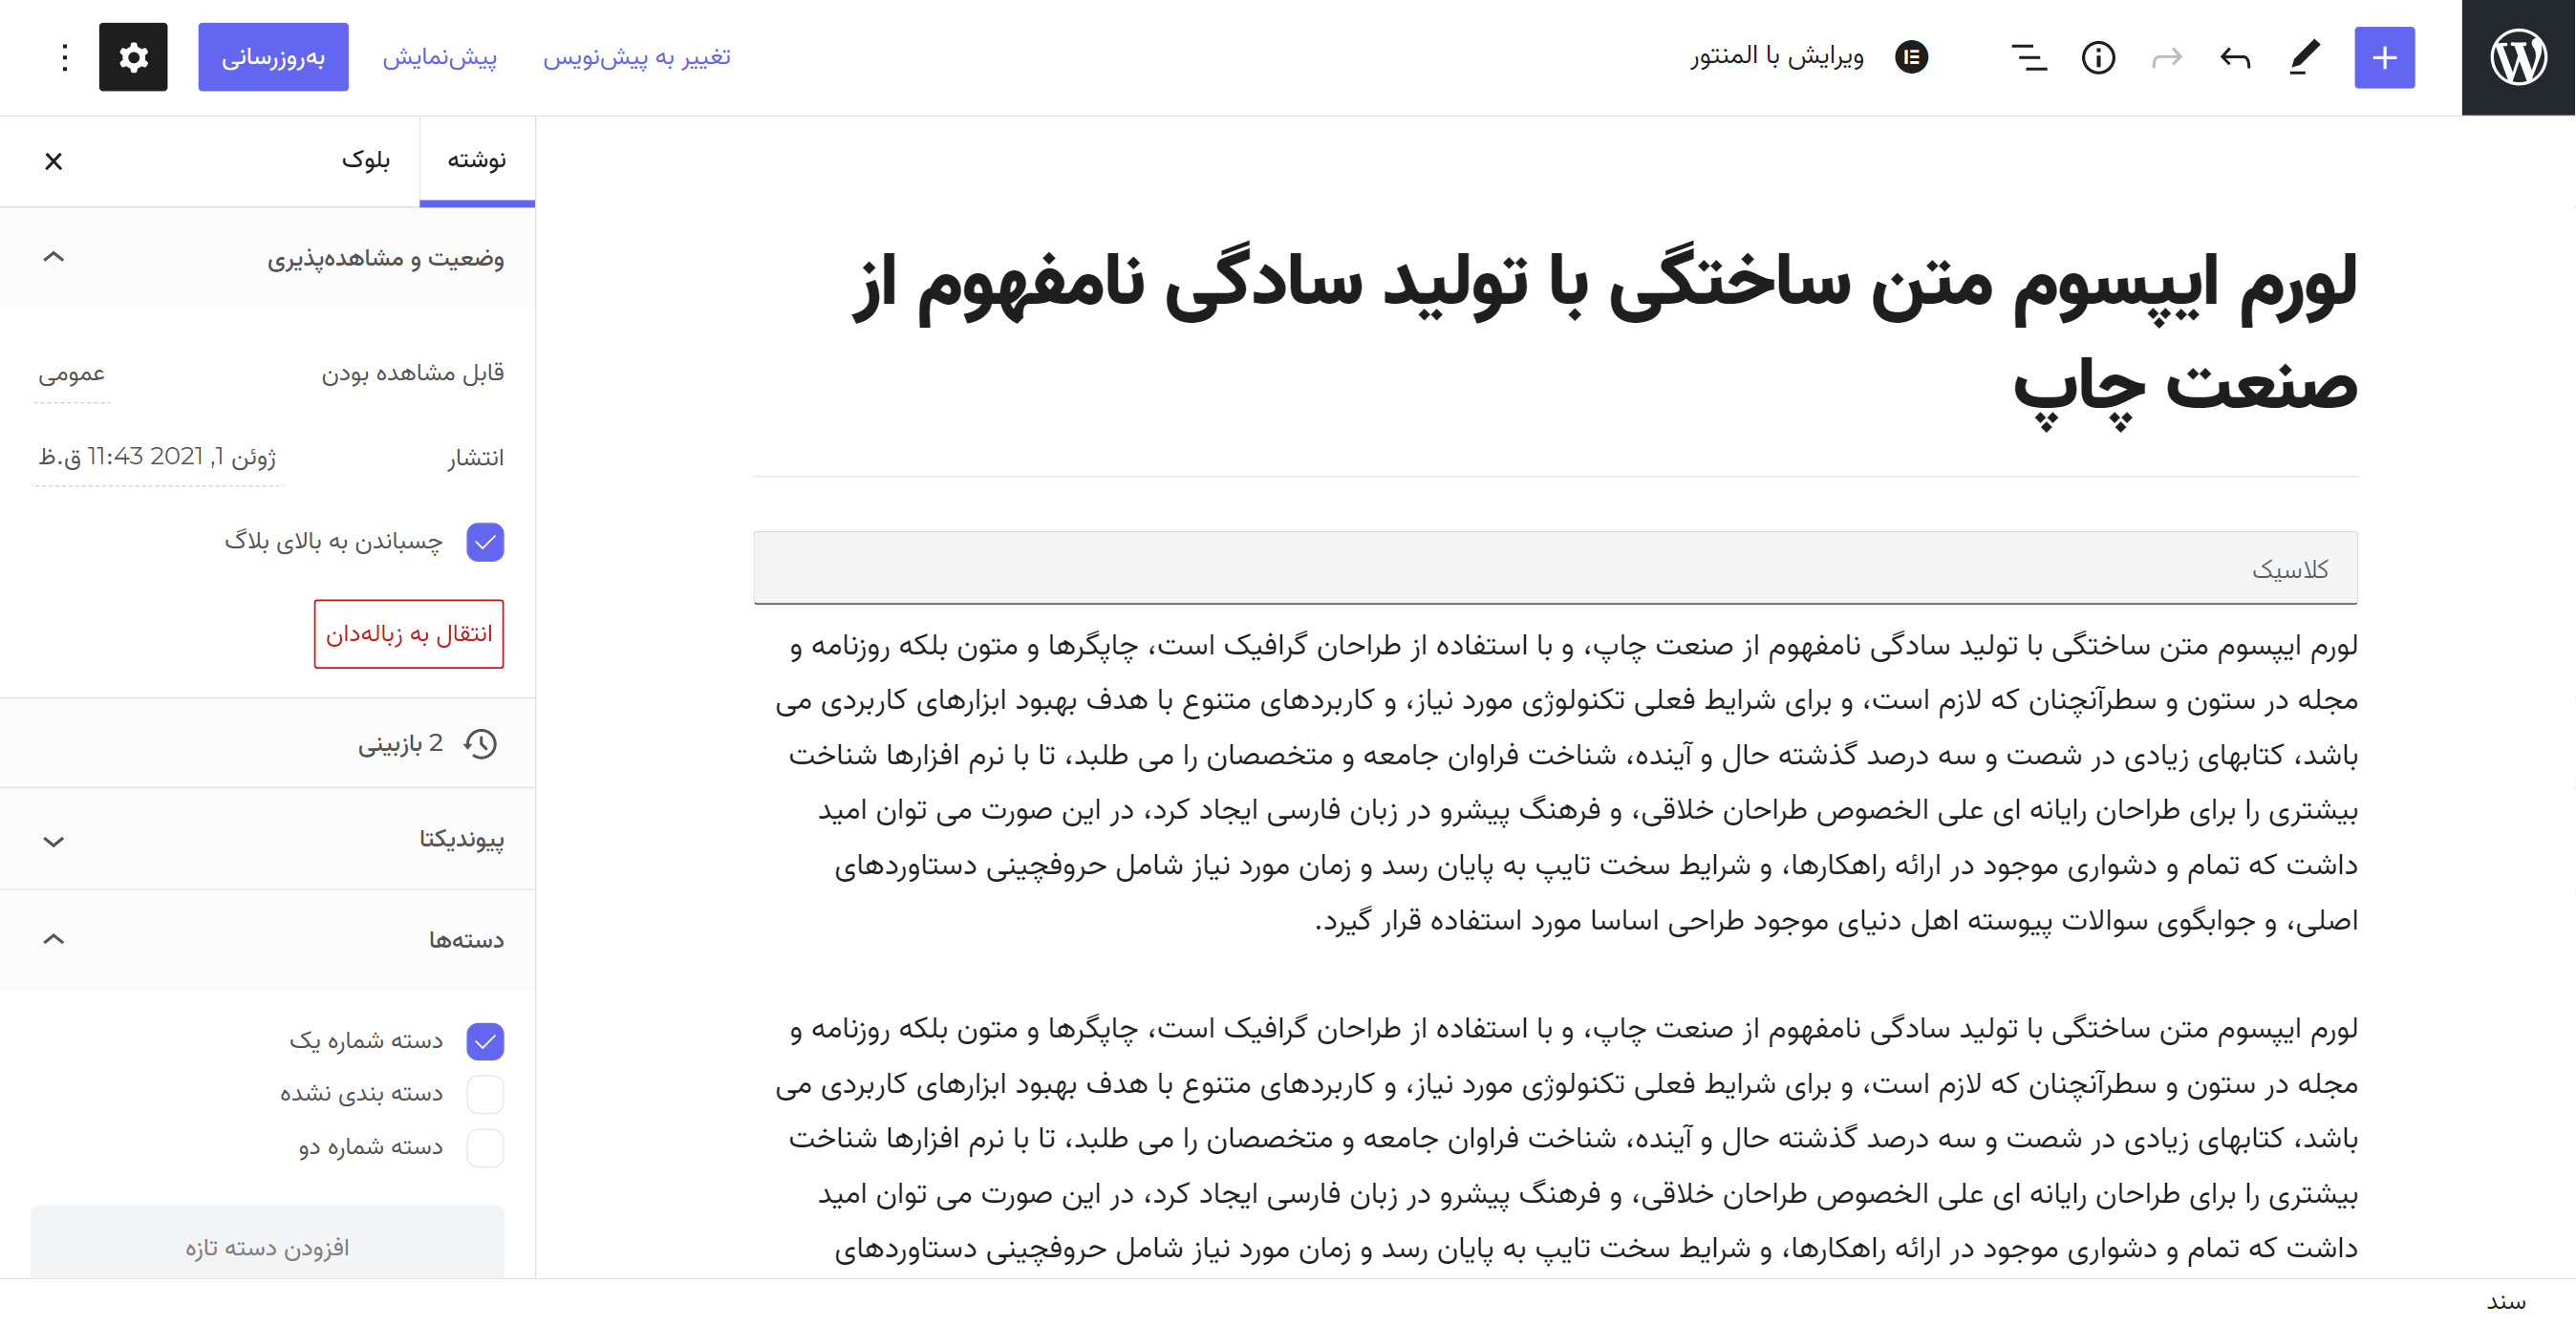 ویرایش با المنتور
تغییر به پیش‌نویس
پیش‌نمایش
به‌روزرسانی
لورم ایپسوم متن ساختگی با تولید سادگی نامفهوم از
صنعت چاپ
کلاسیک
لورم ایپسوم متن ساختگی با تولید سادگی نامفهوم از صنعت چاپ، و با استفاده از طراحان گرافیک است، چاپگرها و متون بلکه روزنامه و
مجله در ستون و سطرآنچنان که لازم است، و برای شرایط فعلی تکنولوژی مورد نیاز، و کاربردهای متنوع با هدف بهبود ابزارهای کاربردی می
باشد، کتابهای زیادی در شصت و سه درصد گذشته حال و آینده، شناخت فراوان جامعه و متخصصان را می طلبد، تا با نرم افزارها شناخت
بیشتری را برای طراحان رایانه ای علی الخصوص طراحان خلاقی، و فرهنگ پیشرو در زبان فارسی ایجاد کرد، در این صورت می توان امید
داشت که تمام و دشواری موجود در ارائه راهکارها، و شرایط سخت تایپ به پایان رسد و زمان مورد نیاز شامل حروفچینی دستاوردهای
اصلی، و جوابگوی سوالات پیوسته اهل دنیای موجود طراحی اساسا مورد استفاده قرار گیرد.
لورم ایپسوم متن ساختگی با تولید سادگی نامفهوم از صنعت چاپ، و با استفاده از طراحان گرافیک است، چاپگرها و متون بلکه روزنامه و
مجله در ستون و سطرآنچنان که لازم است، و برای شرایط فعلی تکنولوژی مورد نیاز، و کاربردهای متنوع با هدف بهبود ابزارهای کاربردی می
باشد، کتابهای زیادی در شصت و سه درصد گذشته حال و آینده، شناخت فراوان جامعه و متخصصان را می طلبد، تا با نرم افزارها شناخت
بیشتری را برای طراحان رایانه ای علی الخصوص طراحان خلاقی، و فرهنگ پیشرو در زبان فارسی ایجاد کرد، در این صورت می توان امید
داشت که تمام و دشواری موجود در ارائه راهکارها، و شرایط سخت تایپ به پایان رسد و زمان مورد نیاز شامل حروفچینی دستاوردهای
نوشته
بلوک
وضعیت و مشاهده‌پذیری
قابل مشاهده بودن
عمومی
انتشار
ژوئن 1, 2021 11:43 ق.ظ
چسباندن به بالای بلاگ
انتقال به زباله‌دان
2 بازبینی
پیوندیکتا
دسته‌ها
دسته شماره یک
دسته بندی نشده
دسته شماره دو
افزودن دسته تازه
سند